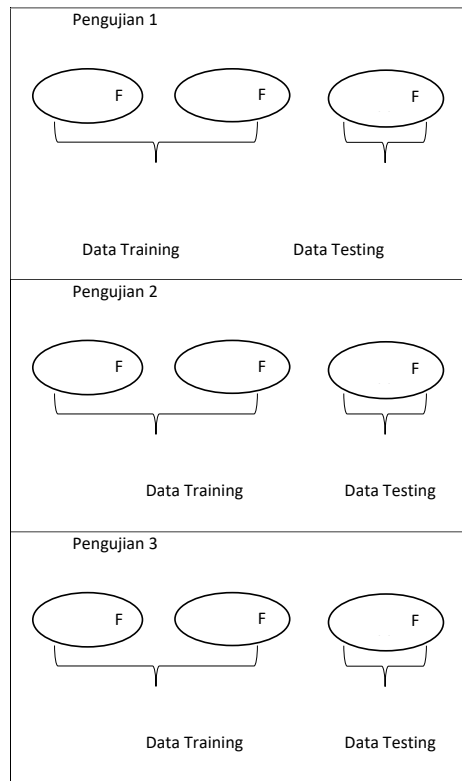 Pengujian 1
F F F
Data Training Data Testing
Pengujian 2
F F F
Data Training Data Testing
Pengujian 3
F F F
Data Training Data Testing